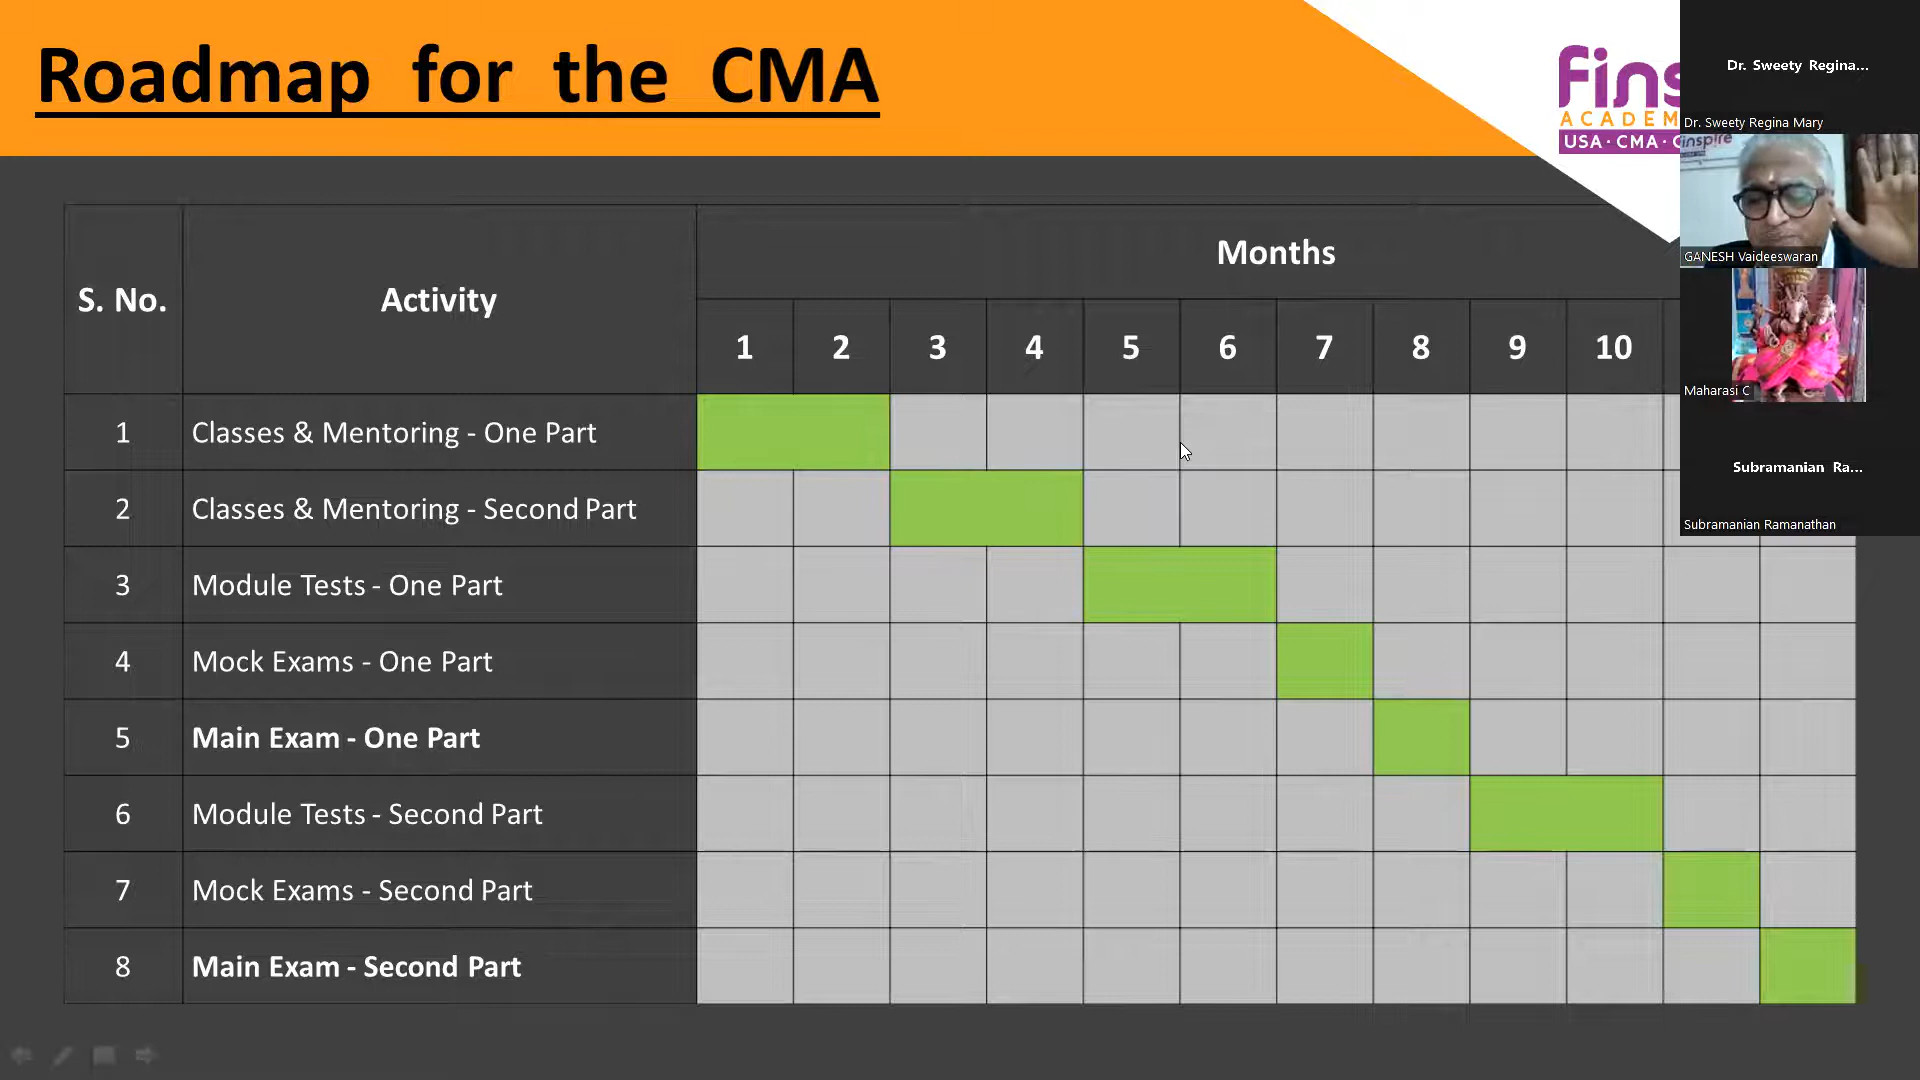 Roadmap for the CMA
Fins
ACADEM
USA·CMA·C
Dr. Sweety Regina...
Dr. Sweety Regina Mary
inspire
GANESH Vaideeswaran
Maharasi C
Subramanian Ra...
Subramanian Ramanathan
S. No.
Activity
Months
1 2 3 4 5 6 7 8 9 10
1 Classes & Mentoring - One Part
2 Classes & Mentoring - Second Part
3 Module Tests - One Part
4 Mock Exams - One Part
5 Main Exam - One Part
6 Module Tests - Second Part
7 Mock Exams - Second Part
8 Main Exam - Second Part